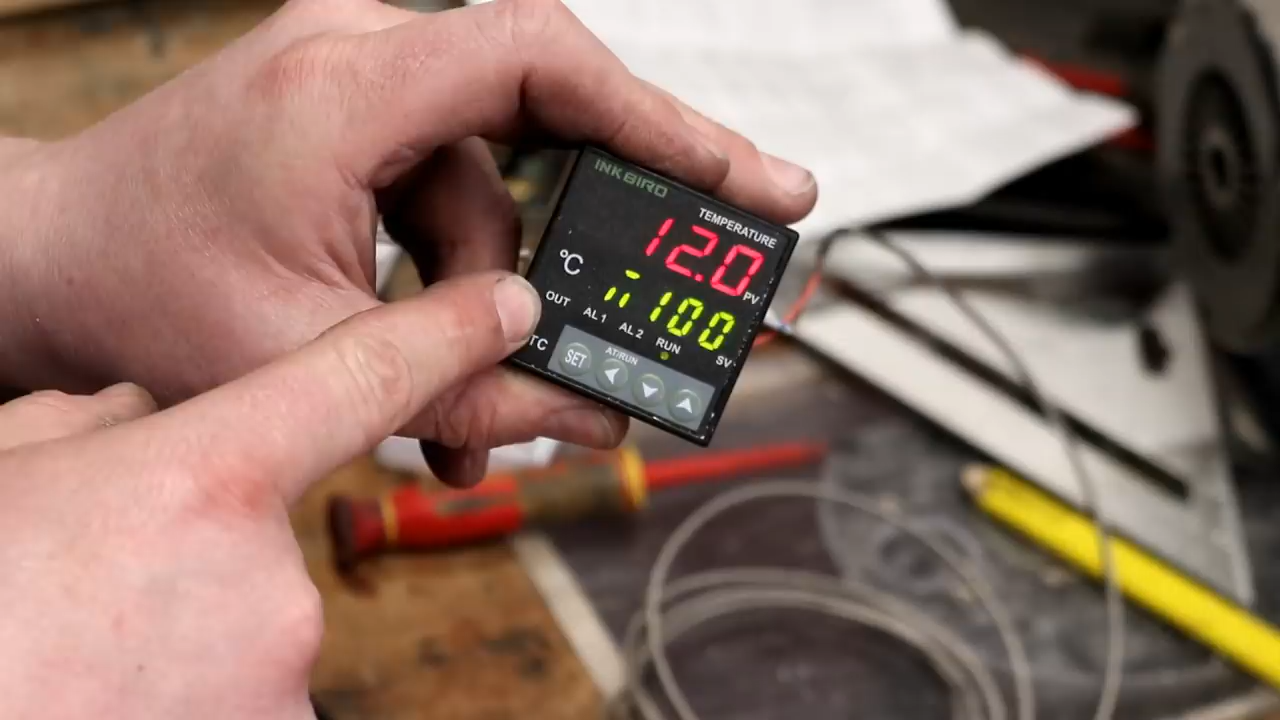 INKBIRD
TEMPERATURE
12.0
PV
°C
100
OUT AL1 AL2 RUN SV
TC
AT/RUN
SET